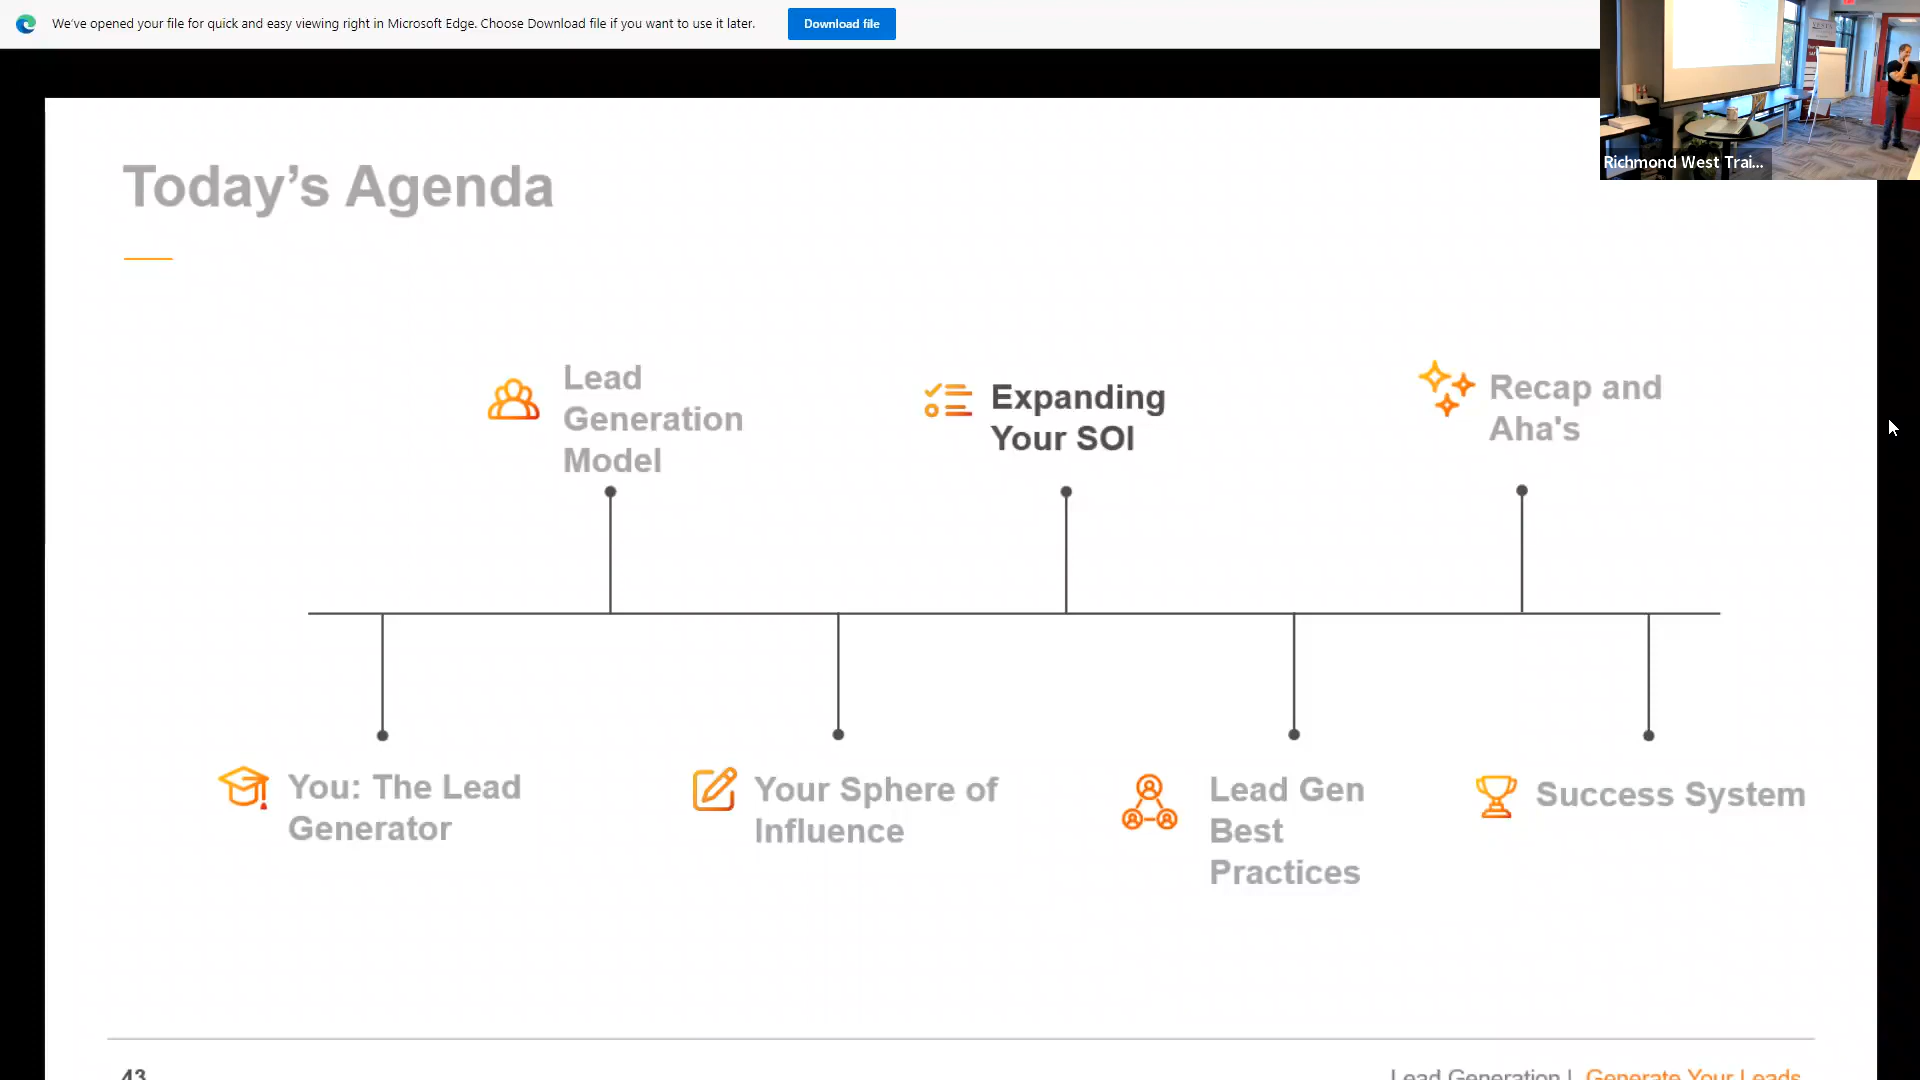 We've opened your file for quick and easy viewing right in Microsoft Edge. Choose Download file if you want to use it later.
Download file
Richmond West Trai...
Today’s Agenda
Lead
Generation
Model
Expanding
Your SOI
Recap and
Aha's
You: The Lead
Generator
Your Sphere of
Influence
Lead Gen
Best
Practices
Success System
43
Lead Generation | Generate Your Leads